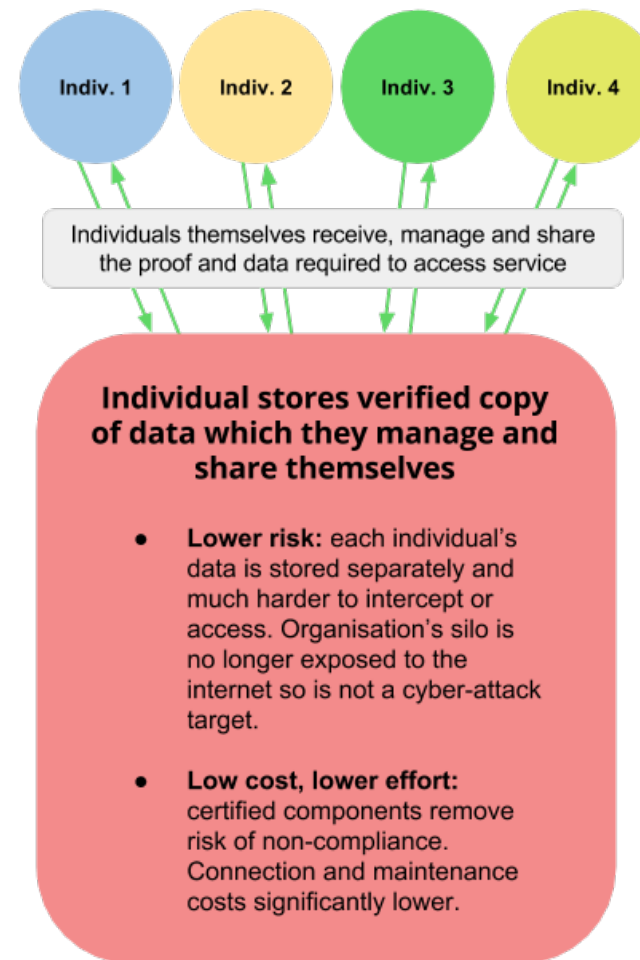 Indiv. 1
Indiv. 2
Indiv. 3
Indiv. 4
Individuals themselves receive, manage and share
the proof and data required to access service
Individual stores verified copy
of data which they manage and
share themselves
● Lower risk: each individual’s
data is stored separately and
much harder to intercept or
access. Organisation’s silo is
no longer exposed to the
internet so is not a cyber-attack
target.
● Low cost, lower effort:
certified components remove
risk of non-compliance.
Connection and maintenance
costs significantly lower.